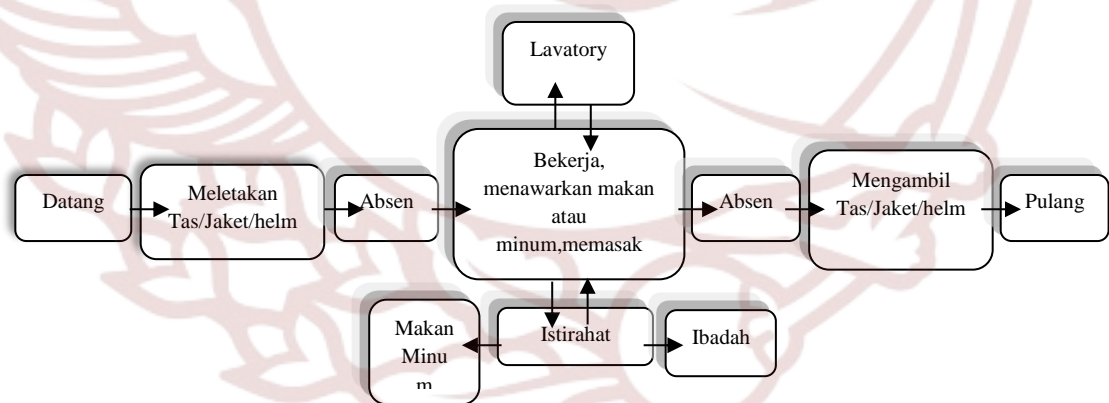 Lavatory
Datang
Meletakan
Tas/Jaket/helm
Absen
Bekerja,
menawarkan makan
atau
minum,memasak
Absen
Mengambil
Tas/Jaket/helm
Pulang
Makan
Minu
m
Istirahat
Ibadah